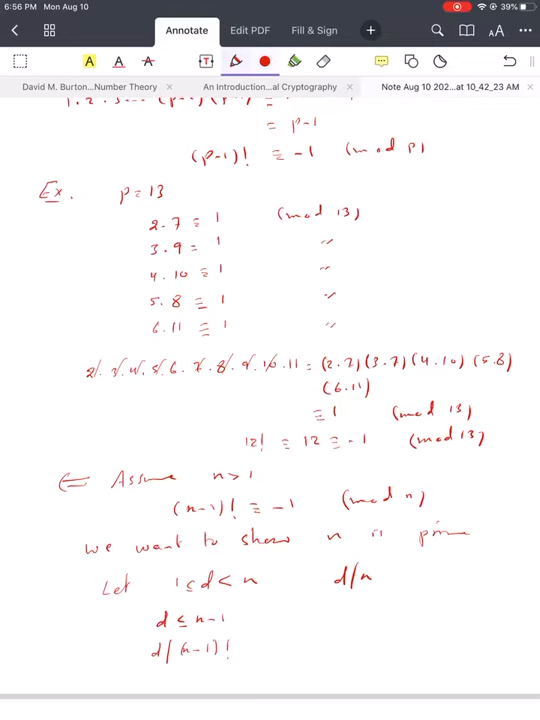 6:56 PM Mon Aug 10 39%
Annotate Edit PDF Fill & Sign
David M. Burton...Number Theory × An Introduction...al Cryptography × Note Aug 10 202...at 10_42_23 AM ×
= p-1
(p-1)! ≡ -1 (mod p)
Ex. p = 13
2.7 ≡ 1 (mod 13)
3.9 ≡ 1 "
4.10 ≡ 1 "
5.8 ≡ 1 "
6.11 ≡ 1 "
2.3.4.5.6.7.8.9.10.11 = (2.7)(3.7)(4.10)(5.8)
(6.11)
≡ 1 (mod 13)
12! ≡ 12 ≡ -1 (mod 13)
⇐ Assume n > 1
(n-1)! ≡ -1 (mod n)
We want to show n is prime
Let 1 ≤ d < n d/n
d ≤ n-1
d/(n-1)!